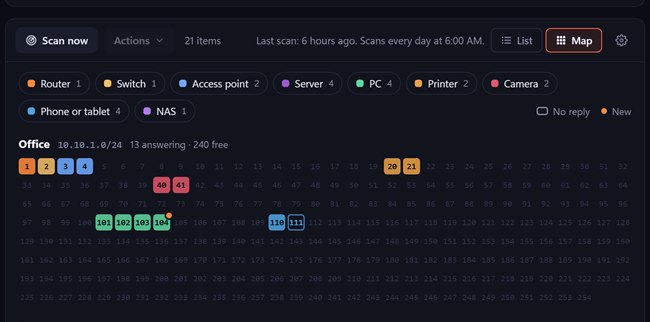 Scan now Actions 21 items Last scan: 6 hours ago. Scans every day at 6:00 AM. List Map
Router 1 Switch 1 Access point 2 Server 4 PC 4 Printer 2 Camera 2
Phone or tablet 4 NAS 1 No reply New
Office 10.10.1.0/24 13 answering · 240 free
1 2 3 4 5 6 7 8 9 10 11 12 13 14 15 16 17 18 19 20 21 22 23 24 25 26 27 28 29 30 31 32
33 34 35 36 37 38 39 40 41 42 43 44 45 46 47 48 49 50 51 52 53 54 55 56 57 58 59 60 61 62 63 64
65 66 67 68 69 70 71 72 73 74 75 76 77 78 79 80 81 82 83 84 85 86 87 88 89 90 91 92 93 94 95 96
97 98 99 100 101 102 103 104 105 106 107 108 109 110 111 112 113 114 115 116 117 118 119 120 121 122 123 124 125 126 127 128
129 130 131 132 133 134 135 136 137 138 139 140 141 142 143 144 145 146 147 148 149 150 151 152 153 154 155 156 157 158 159 160
161 162 163 164 165 166 167 168 169 170 171 172 173 174 175 176 177 178 179 180 181 182 183 184 185 186 187 188 189 190 191 192
193 194 195 196 197 198 199 200 201 202 203 204 205 206 207 208 209 210 211 212 213 214 215 216 217 218 219 220 221 222 223 224
225 226 227 228 229 230 231 232 233 234 235 236 237 238 239 240 241 242 243 244 245 246 247 248 249 250 251 252 253 254